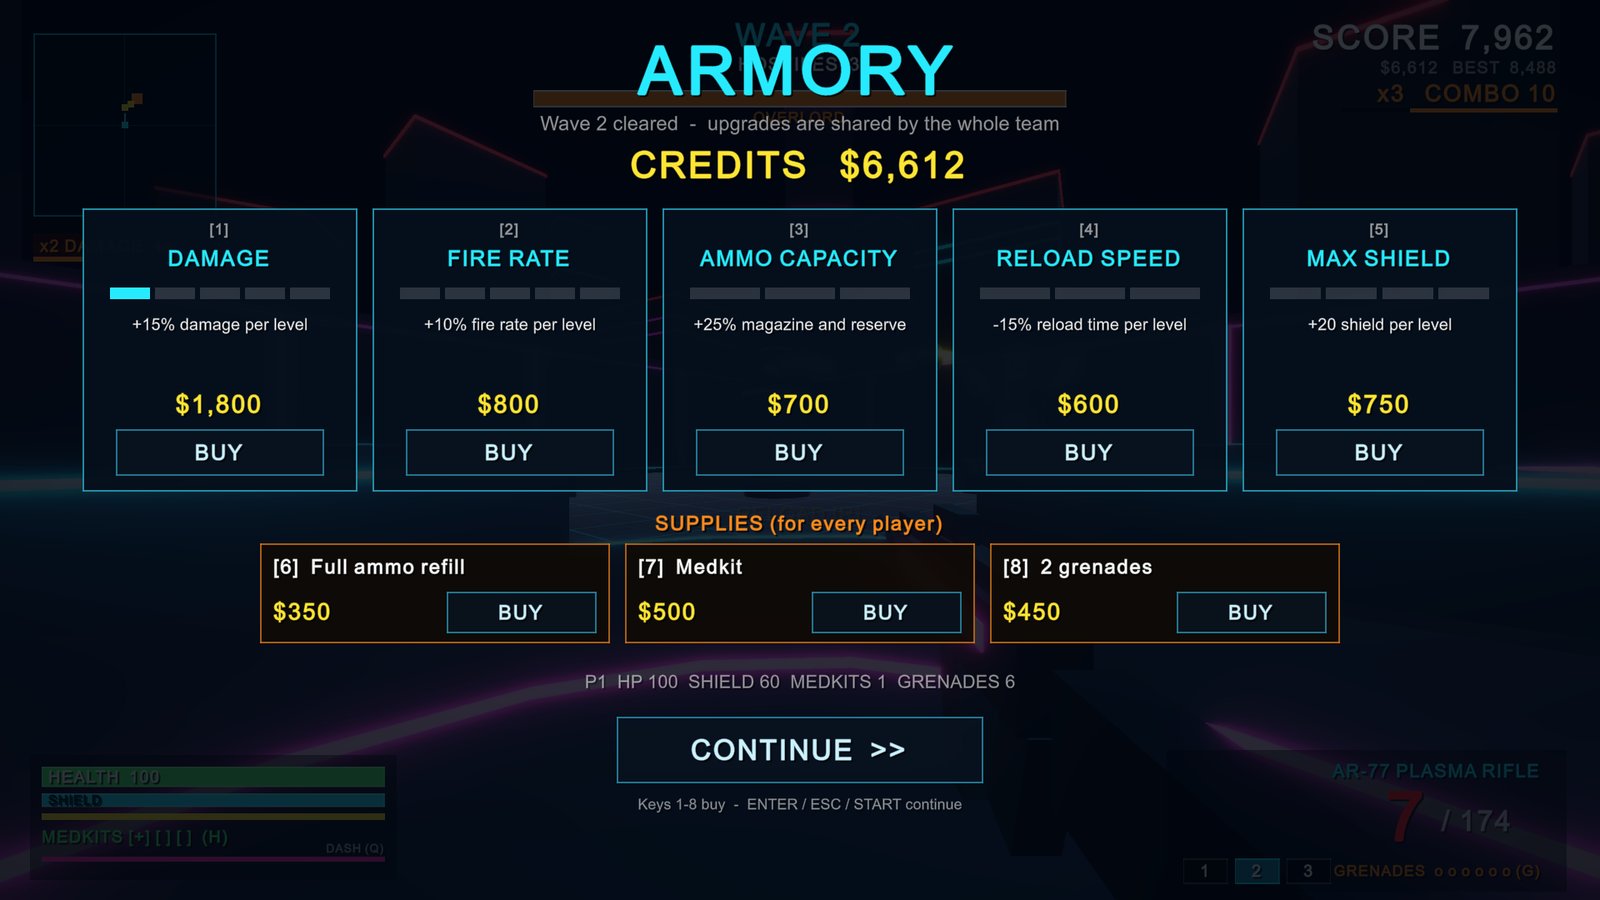 WAVE 2
SCORE 7,962
$6,612 BEST 8,488
x3 COMBO 10
ARMORY
OVERLORD
Wave 2 cleared - upgrades are shared by the whole team
CREDITS $6,612
x2 DAMAGE
[1]
DAMAGE
+15% damage per level
$1,800
BUY
[2]
FIRE RATE
+10% fire rate per level
$800
BUY
[3]
AMMO CAPACITY
+25% magazine and reserve
$700
BUY
[4]
RELOAD SPEED
-15% reload time per level
$600
BUY
[5]
MAX SHIELD
+20 shield per level
$750
BUY
SUPPLIES (for every player)
[6] Full ammo refill
$350
BUY
[7] Medkit
$500
BUY
[8] 2 grenades
$450
BUY
P1 HP 100 SHIELD 60 MEDKITS 1 GRENADES 6
CONTINUE >>
Keys 1-8 buy - ENTER / ESC / START continue
HEALTH 100
SHIELD
MEDKITS [+] [ ] [ ] (H)
DASH (Q)
AR-77 PLASMA RIFLE
7 / 174
1 2 3 GRENADES o o o o o o (G)